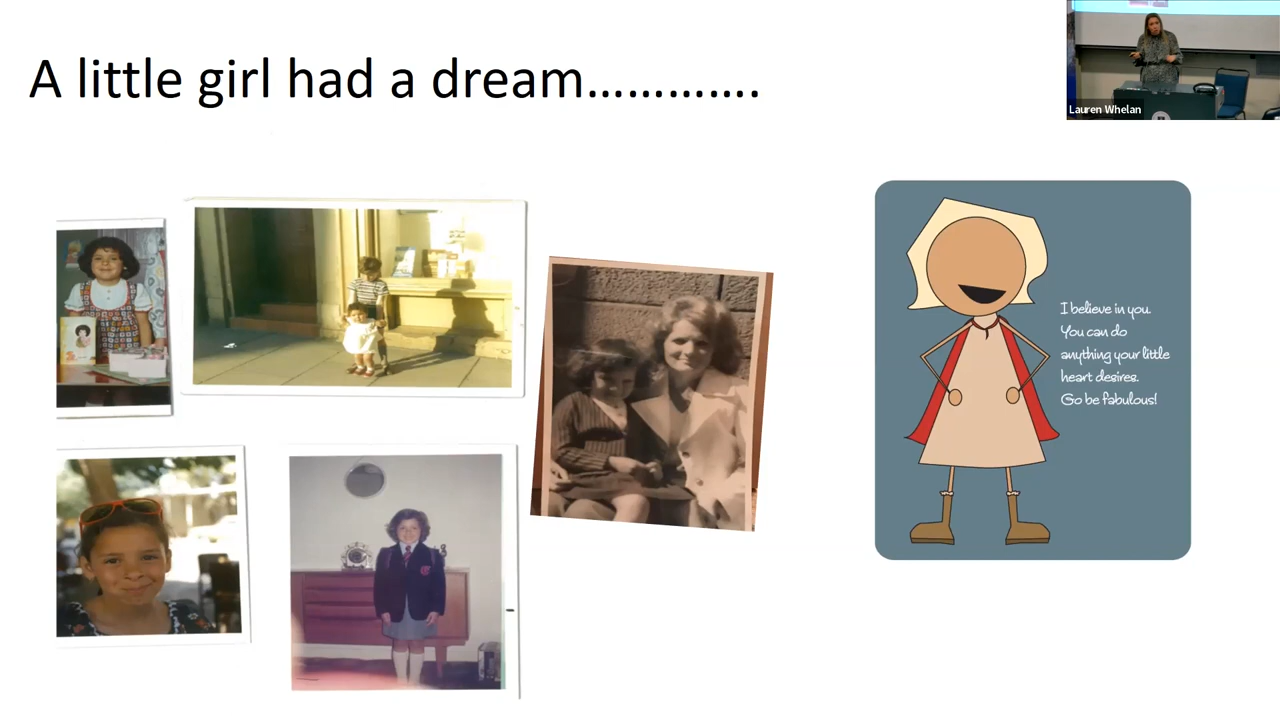 A little girl had a dream………….
Lauren Whelan
I believe in you.
You can do
anything your little
heart desires.
Go be fabulous!